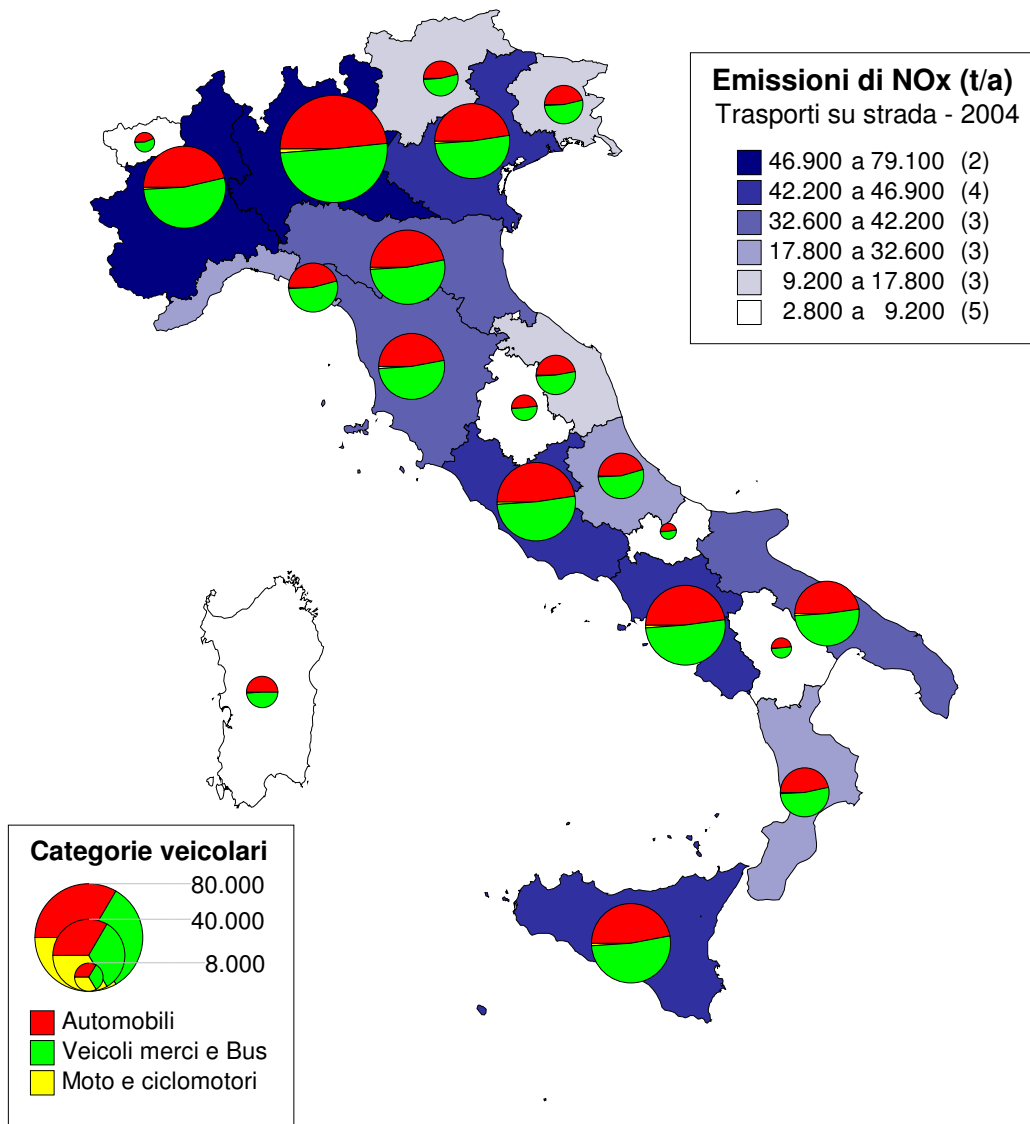 Emissioni di NOx (t/a)
Trasporti su strada - 2004
46.900 a 79.100 (2)
42.200 a 46.900 (4)
32.600 a 42.200 (3)
17.800 a 32.600 (3)
9.200 a 17.800 (3)
2.800 a 9.200 (5)
Categorie veicolari
80.000
40.000
8.000
Automobili
Veicoli merci e Bus
Moto e ciclomotori